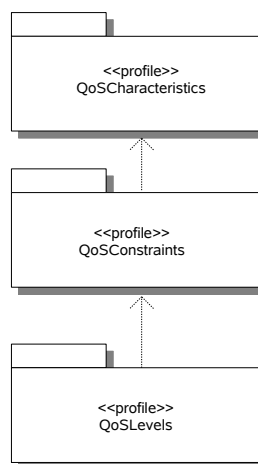 <<profile>>
QoSCharacteristics
<<profile>>
QoSConstraints
<<profile>>
QoSLevels